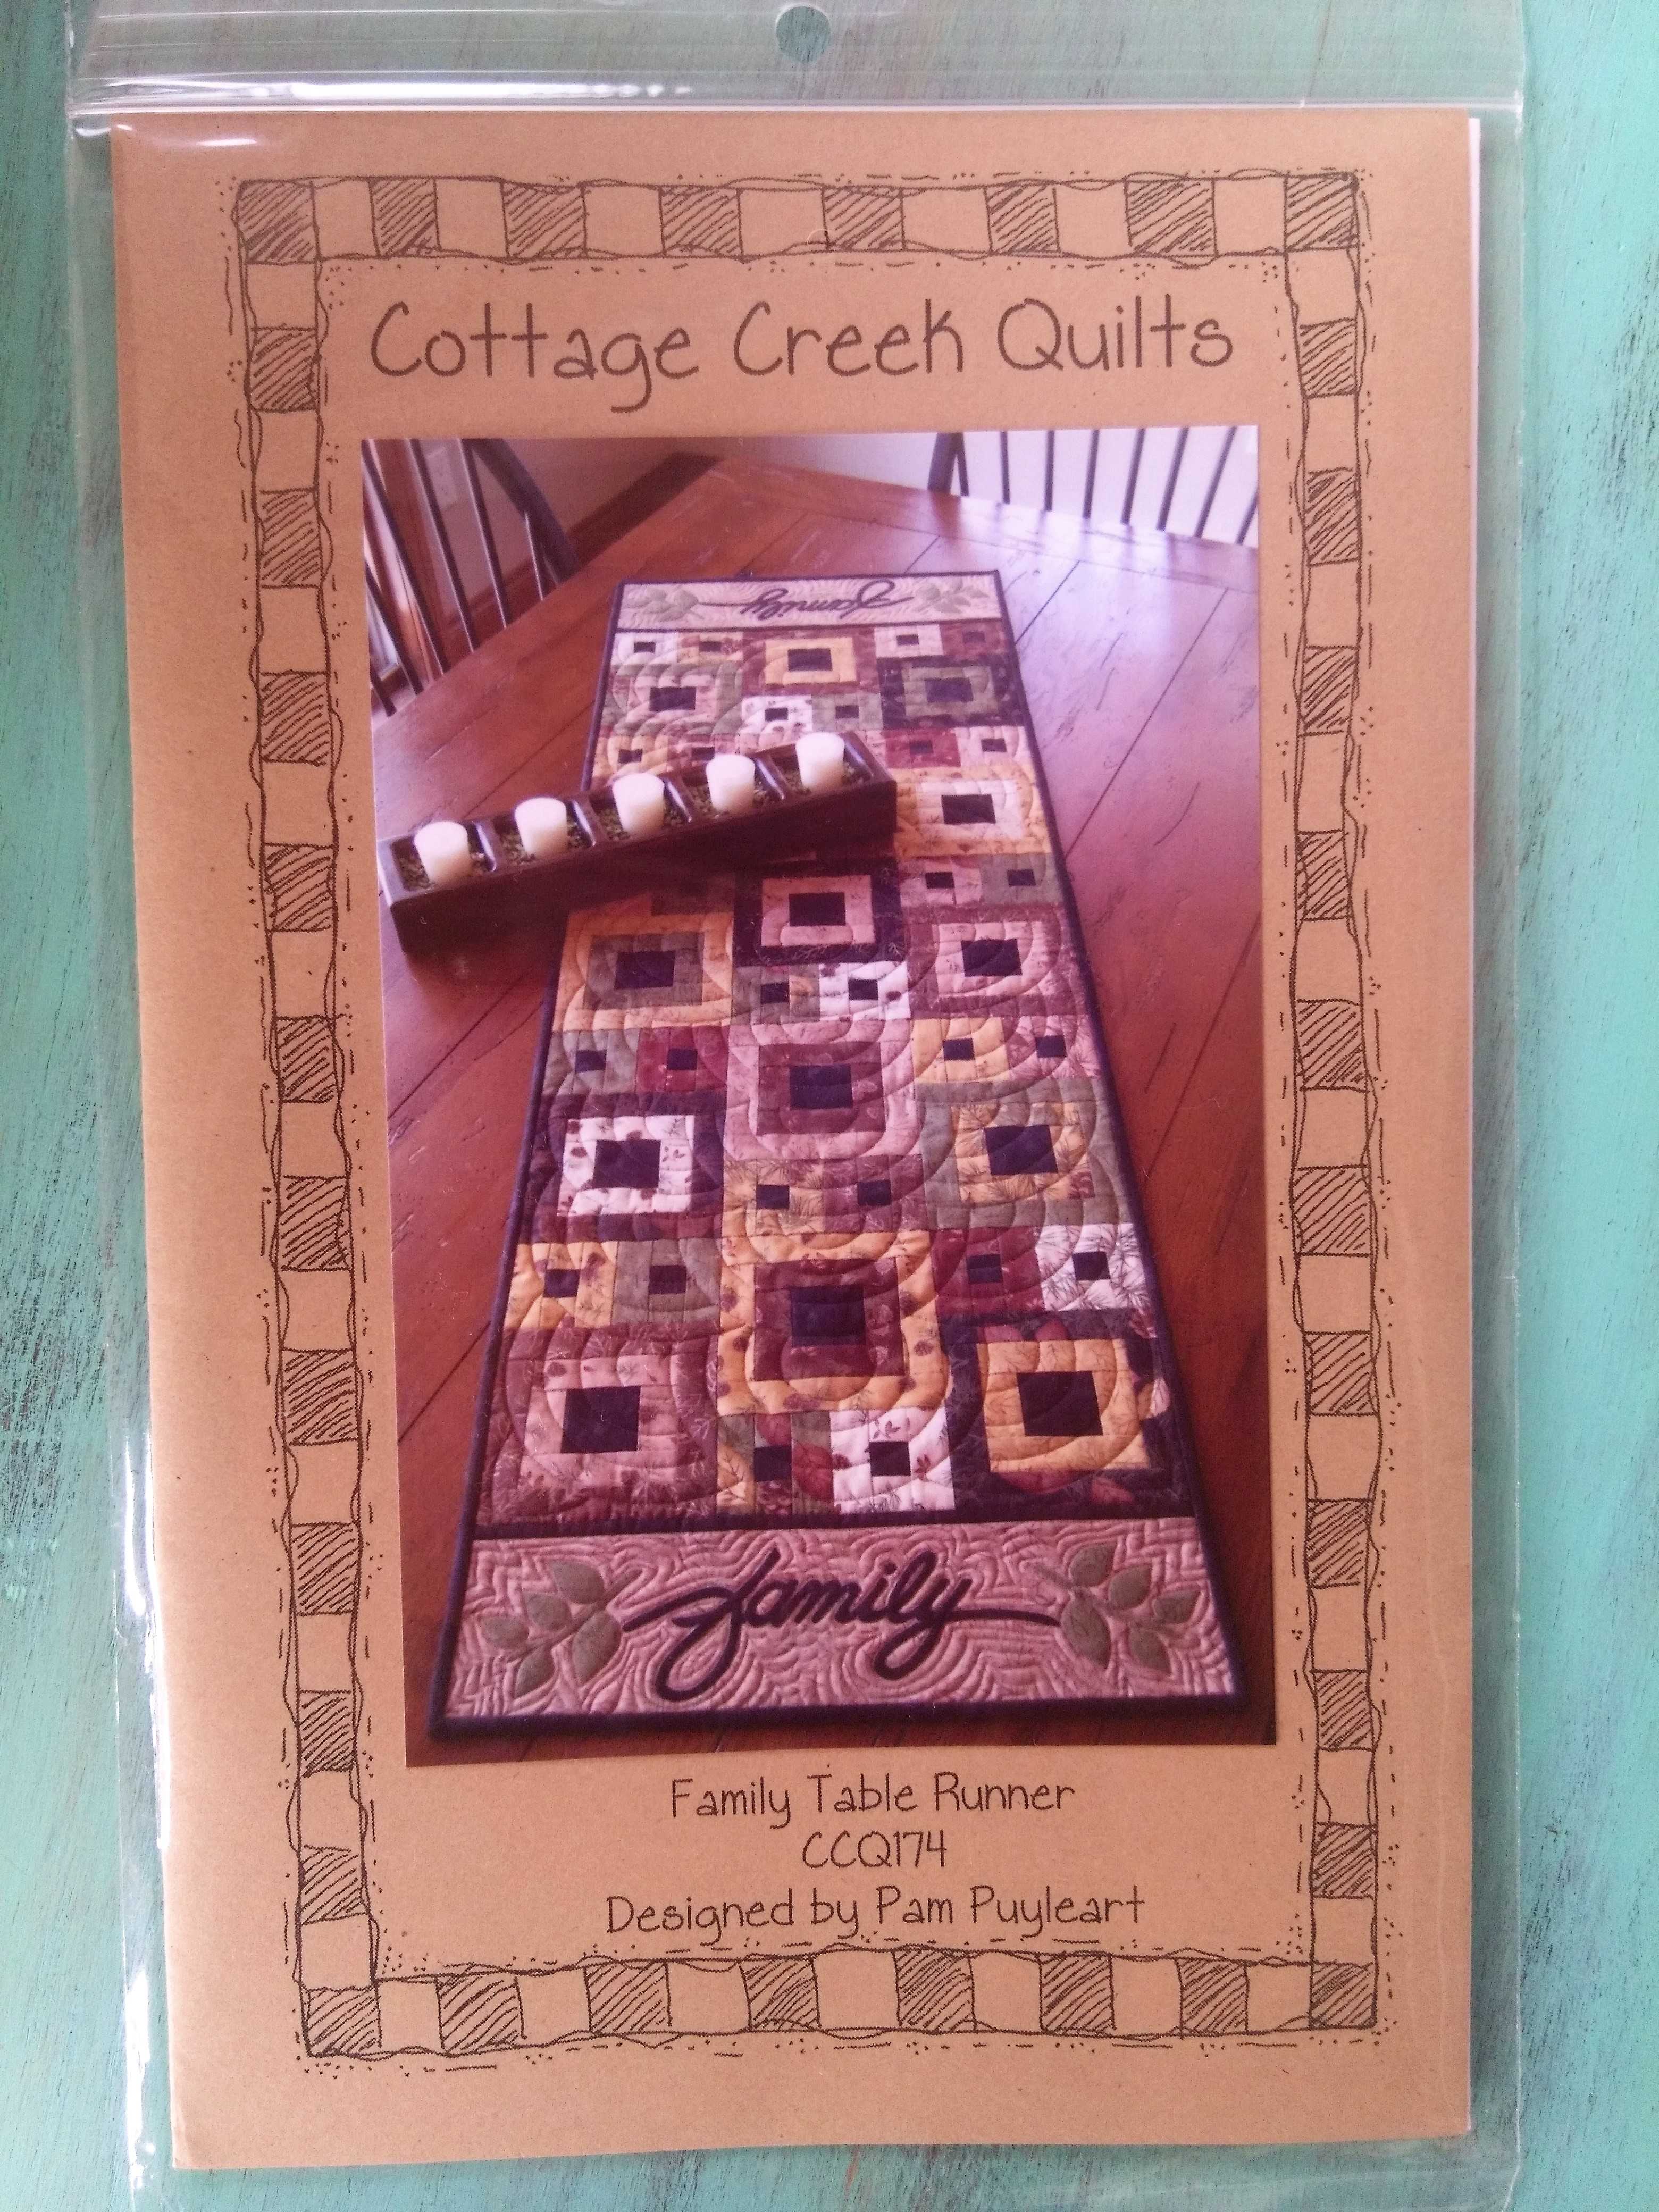 Cottage Creek Quilts
family
family
Family Table Runner
CCQ174
Designed by Pam Puyleart